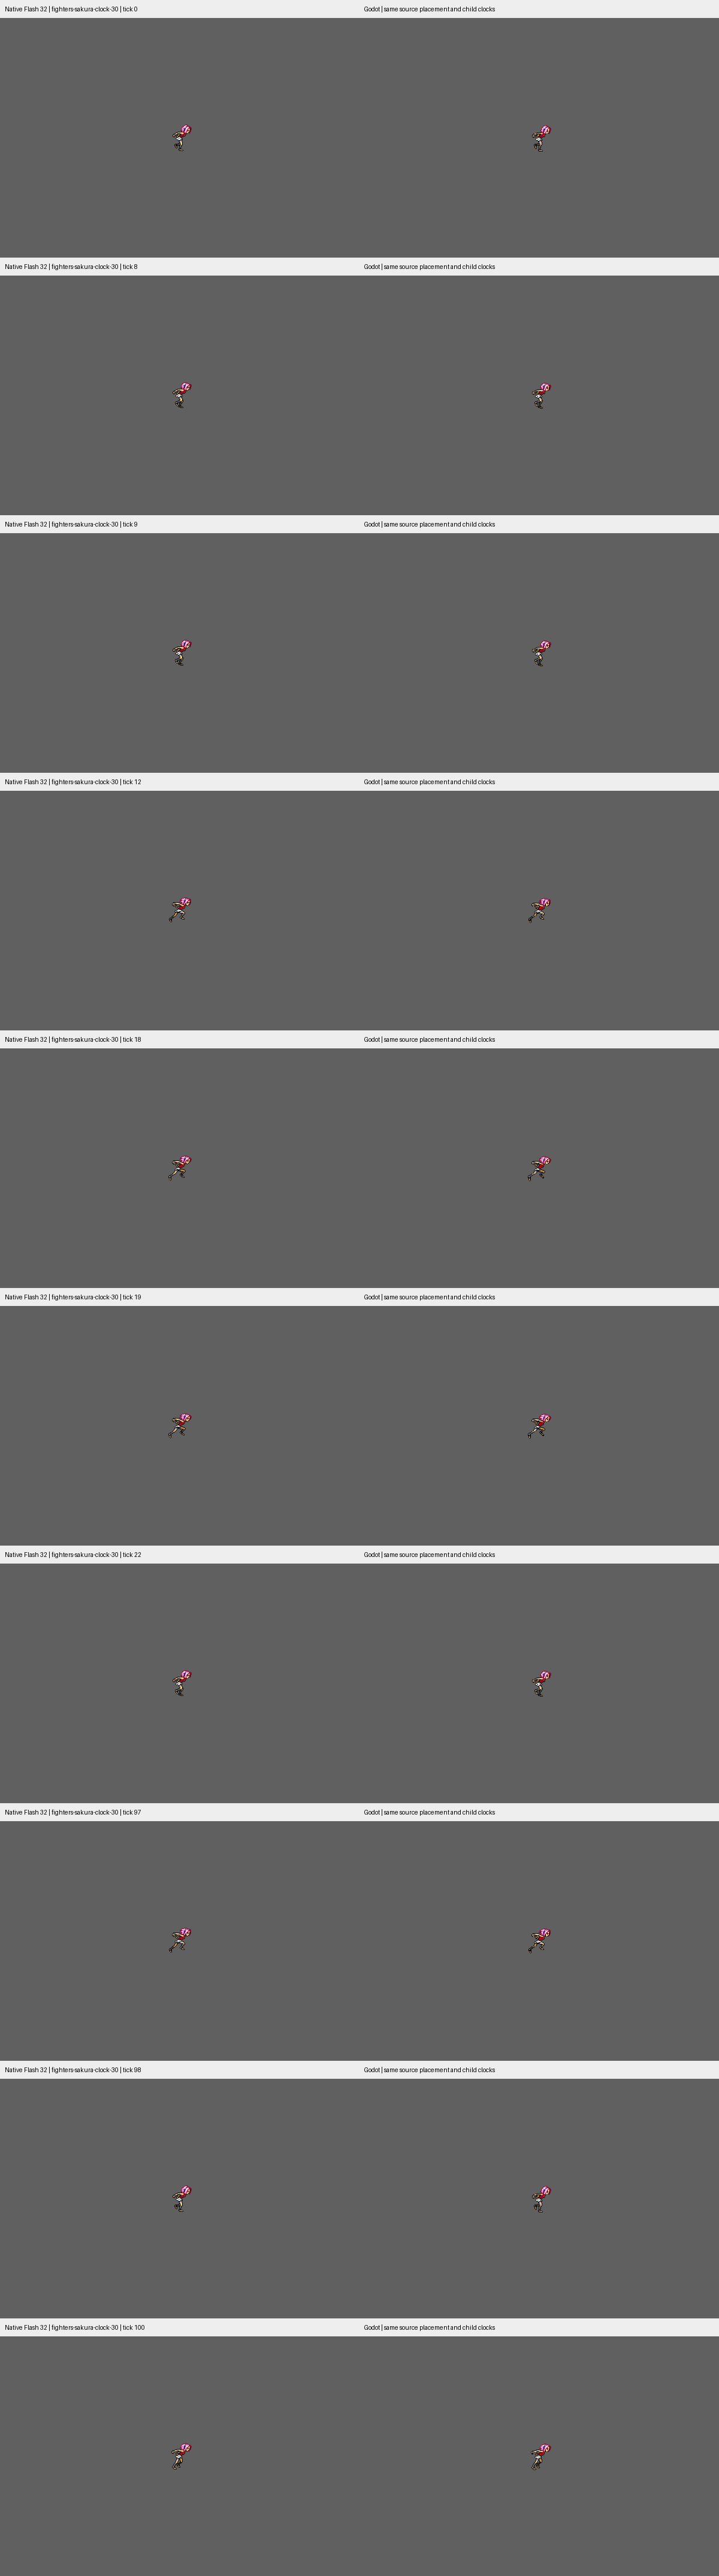 Native Flash 32 | fighters-sakura-clock-30 | tick 0
Godot | same source placement and child clocks
Native Flash 32 | fighters-sakura-clock-30 | tick 8
Godot | same source placement and child clocks
Native Flash 32 | fighters-sakura-clock-30 | tick 9
Godot | same source placement and child clocks
Native Flash 32 | fighters-sakura-clock-30 | tick 12
Godot | same source placement and child clocks
Native Flash 32 | fighters-sakura-clock-30 | tick 18
Godot | same source placement and child clocks
Native Flash 32 | fighters-sakura-clock-30 | tick 19
Godot | same source placement and child clocks
Native Flash 32 | fighters-sakura-clock-30 | tick 22
Godot | same source placement and child clocks
Native Flash 32 | fighters-sakura-clock-30 | tick 97
Godot | same source placement and child clocks
Native Flash 32 | fighters-sakura-clock-30 | tick 98
Godot | same source placement and child clocks
Native Flash 32 | fighters-sakura-clock-30 | tick 100
Godot | same source placement and child clocks